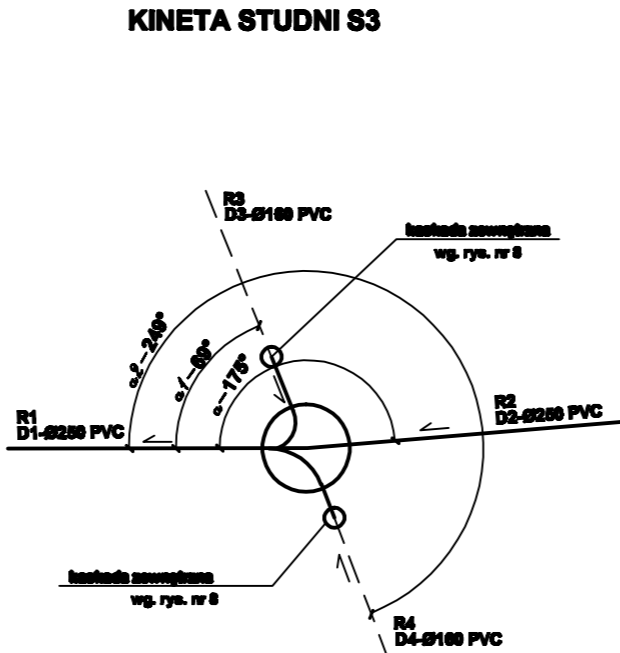 KINETA STUDNI S3
R3
D3-Ø160 PVC
kaskada zewnętrzna
wg. rys. nr 8
α2-249°
α1-69°
α-175°
R1
D1-Ø250 PVC
R2
D2-Ø250 PVC
kaskada zewnętrzna
wg. rys. nr 8
R4
D4-Ø160 PVC